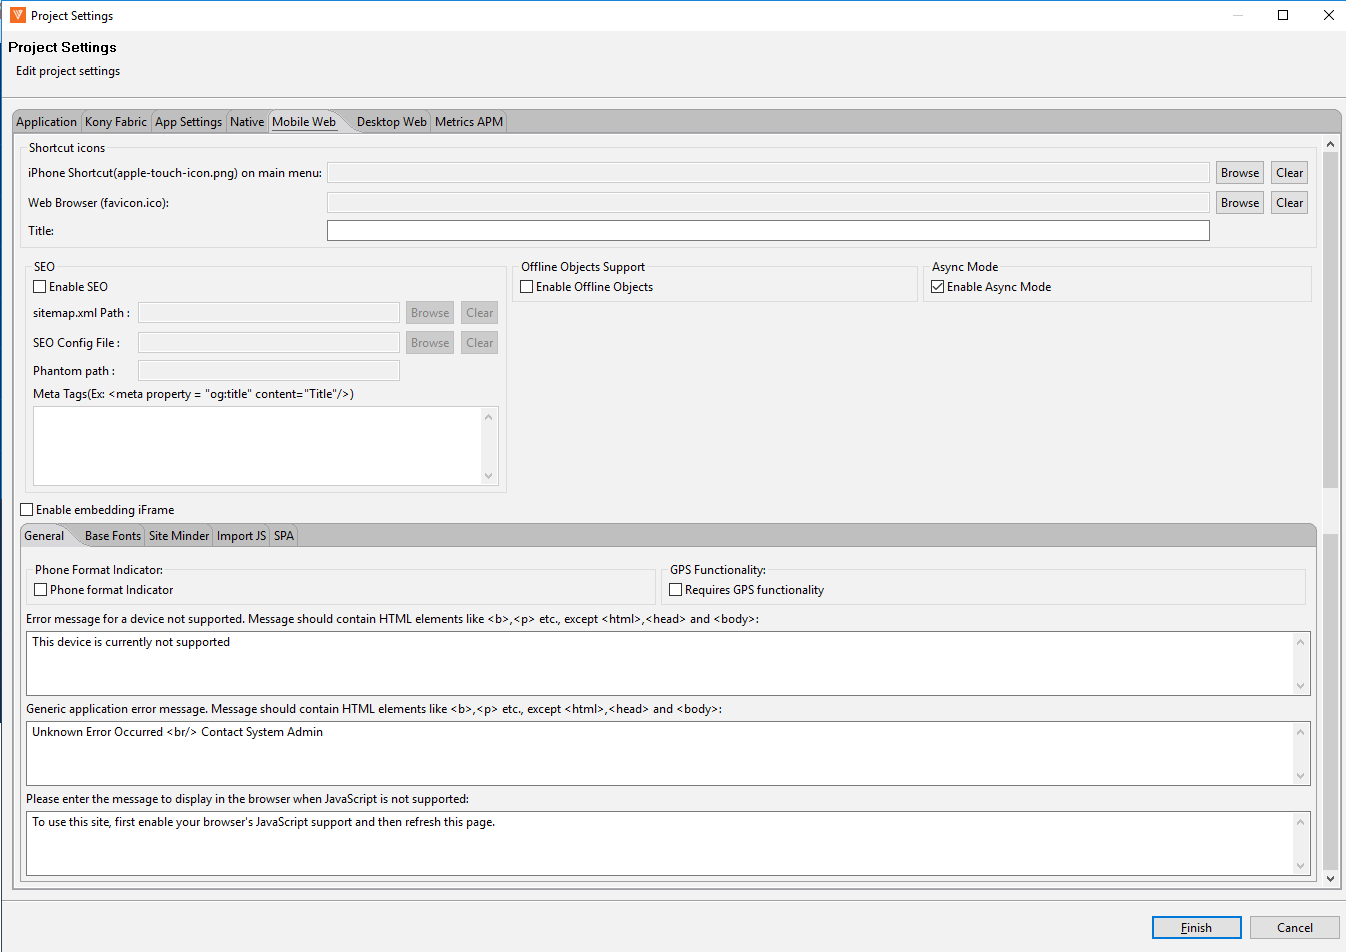 Project Settings
Project Settings
Edit project settings
Application Kony Fabric App Settings Native Mobile Web Desktop Web Metrics APM
Shortcut icons
iPhone Shortcut(apple-touch-icon.png) on main menu: Browse Clear
Web Browser (favicon.ico): Browse Clear
Title:
SEO Offline Objects Support Async Mode
Enable SEO Enable Offline Objects Enable Async Mode
sitemap.xml Path : Browse Clear
SEO Config File : Browse Clear
Phantom path :
Meta Tags(Ex: <meta property = "og:title" content="Title"/>)
Enable embedding iFrame
General Base Fonts Site Minder Import JS SPA
Phone Format Indicator: GPS Functionality:
Phone format Indicator Requires GPS functionality
Error message for a device not supported. Message should contain HTML elements like <b>,<p> etc., except <html>,<head> and <body>:
This device is currently not supported
Generic application error message. Message should contain HTML elements like <b>,<p> etc., except <html>,<head> and <body>:
Unknown Error Occurred <br/> Contact System Admin
Please enter the message to display in the browser when JavaScript is not supported:
To use this site, first enable your browser's JavaScript support and then refresh this page.
Finish Cancel